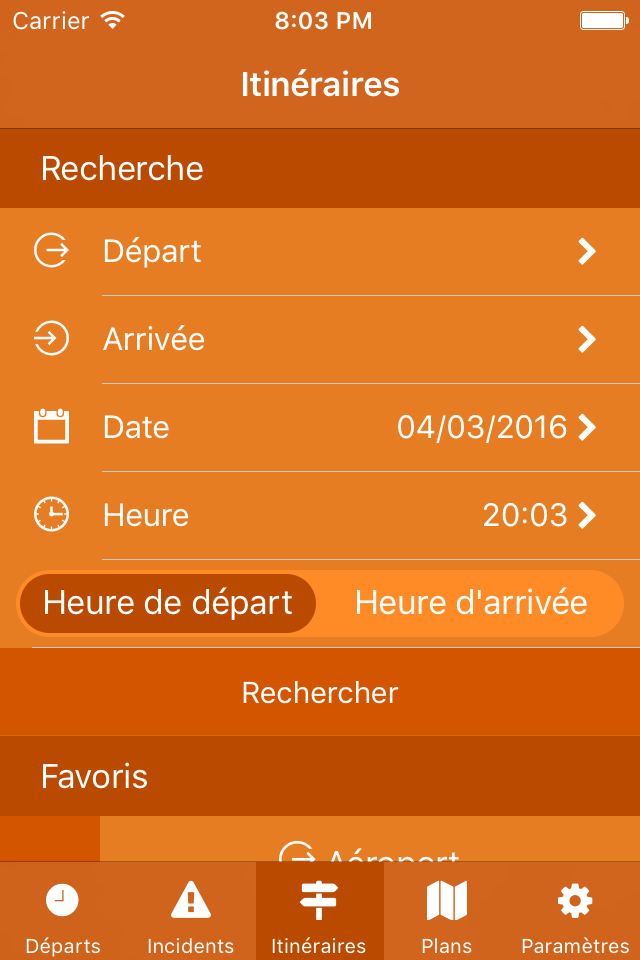 Carrier 8:03 PM
Itinéraires
Recherche
Départ
Arrivée
Date 04/03/2016
Heure 20:03
Heure de départ Heure d'arrivée
Rechercher
Favoris
Aéroport
Départs Incidents Itinéraires Plans Paramètres